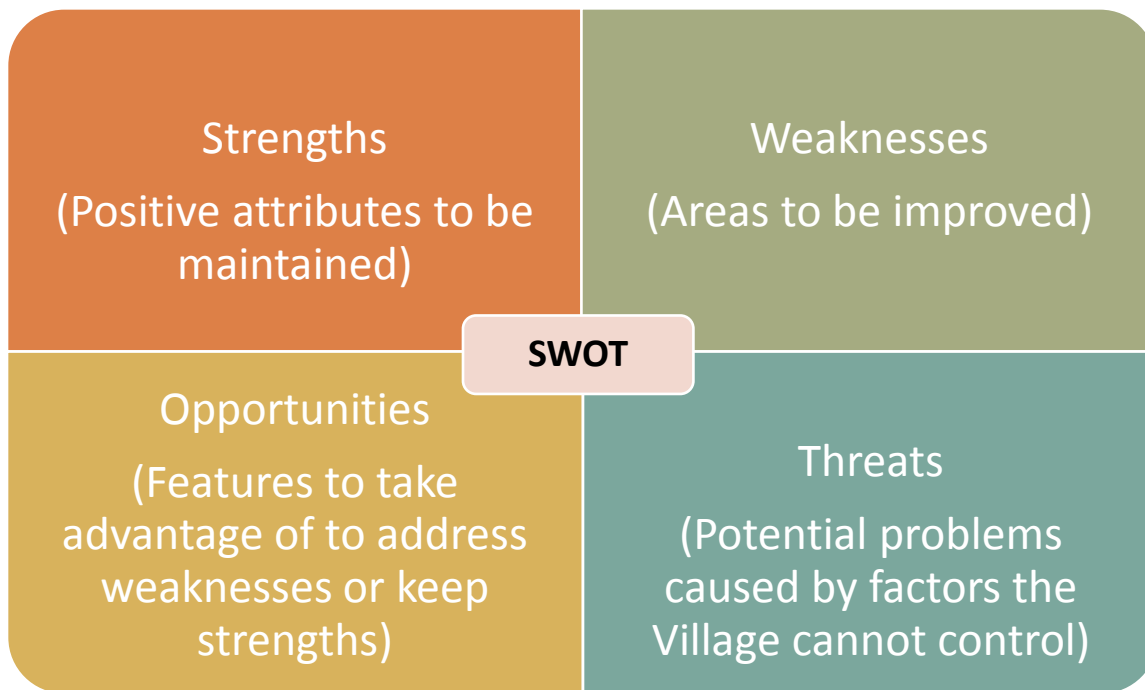 Strengths
(Positive attributes to be
maintained)
Weaknesses
(Areas to be improved)
SWOT
Opportunities
(Features to take
advantage of to address
weaknesses or keep
strengths)
Threats
(Potential problems
caused by factors the
Village cannot control)